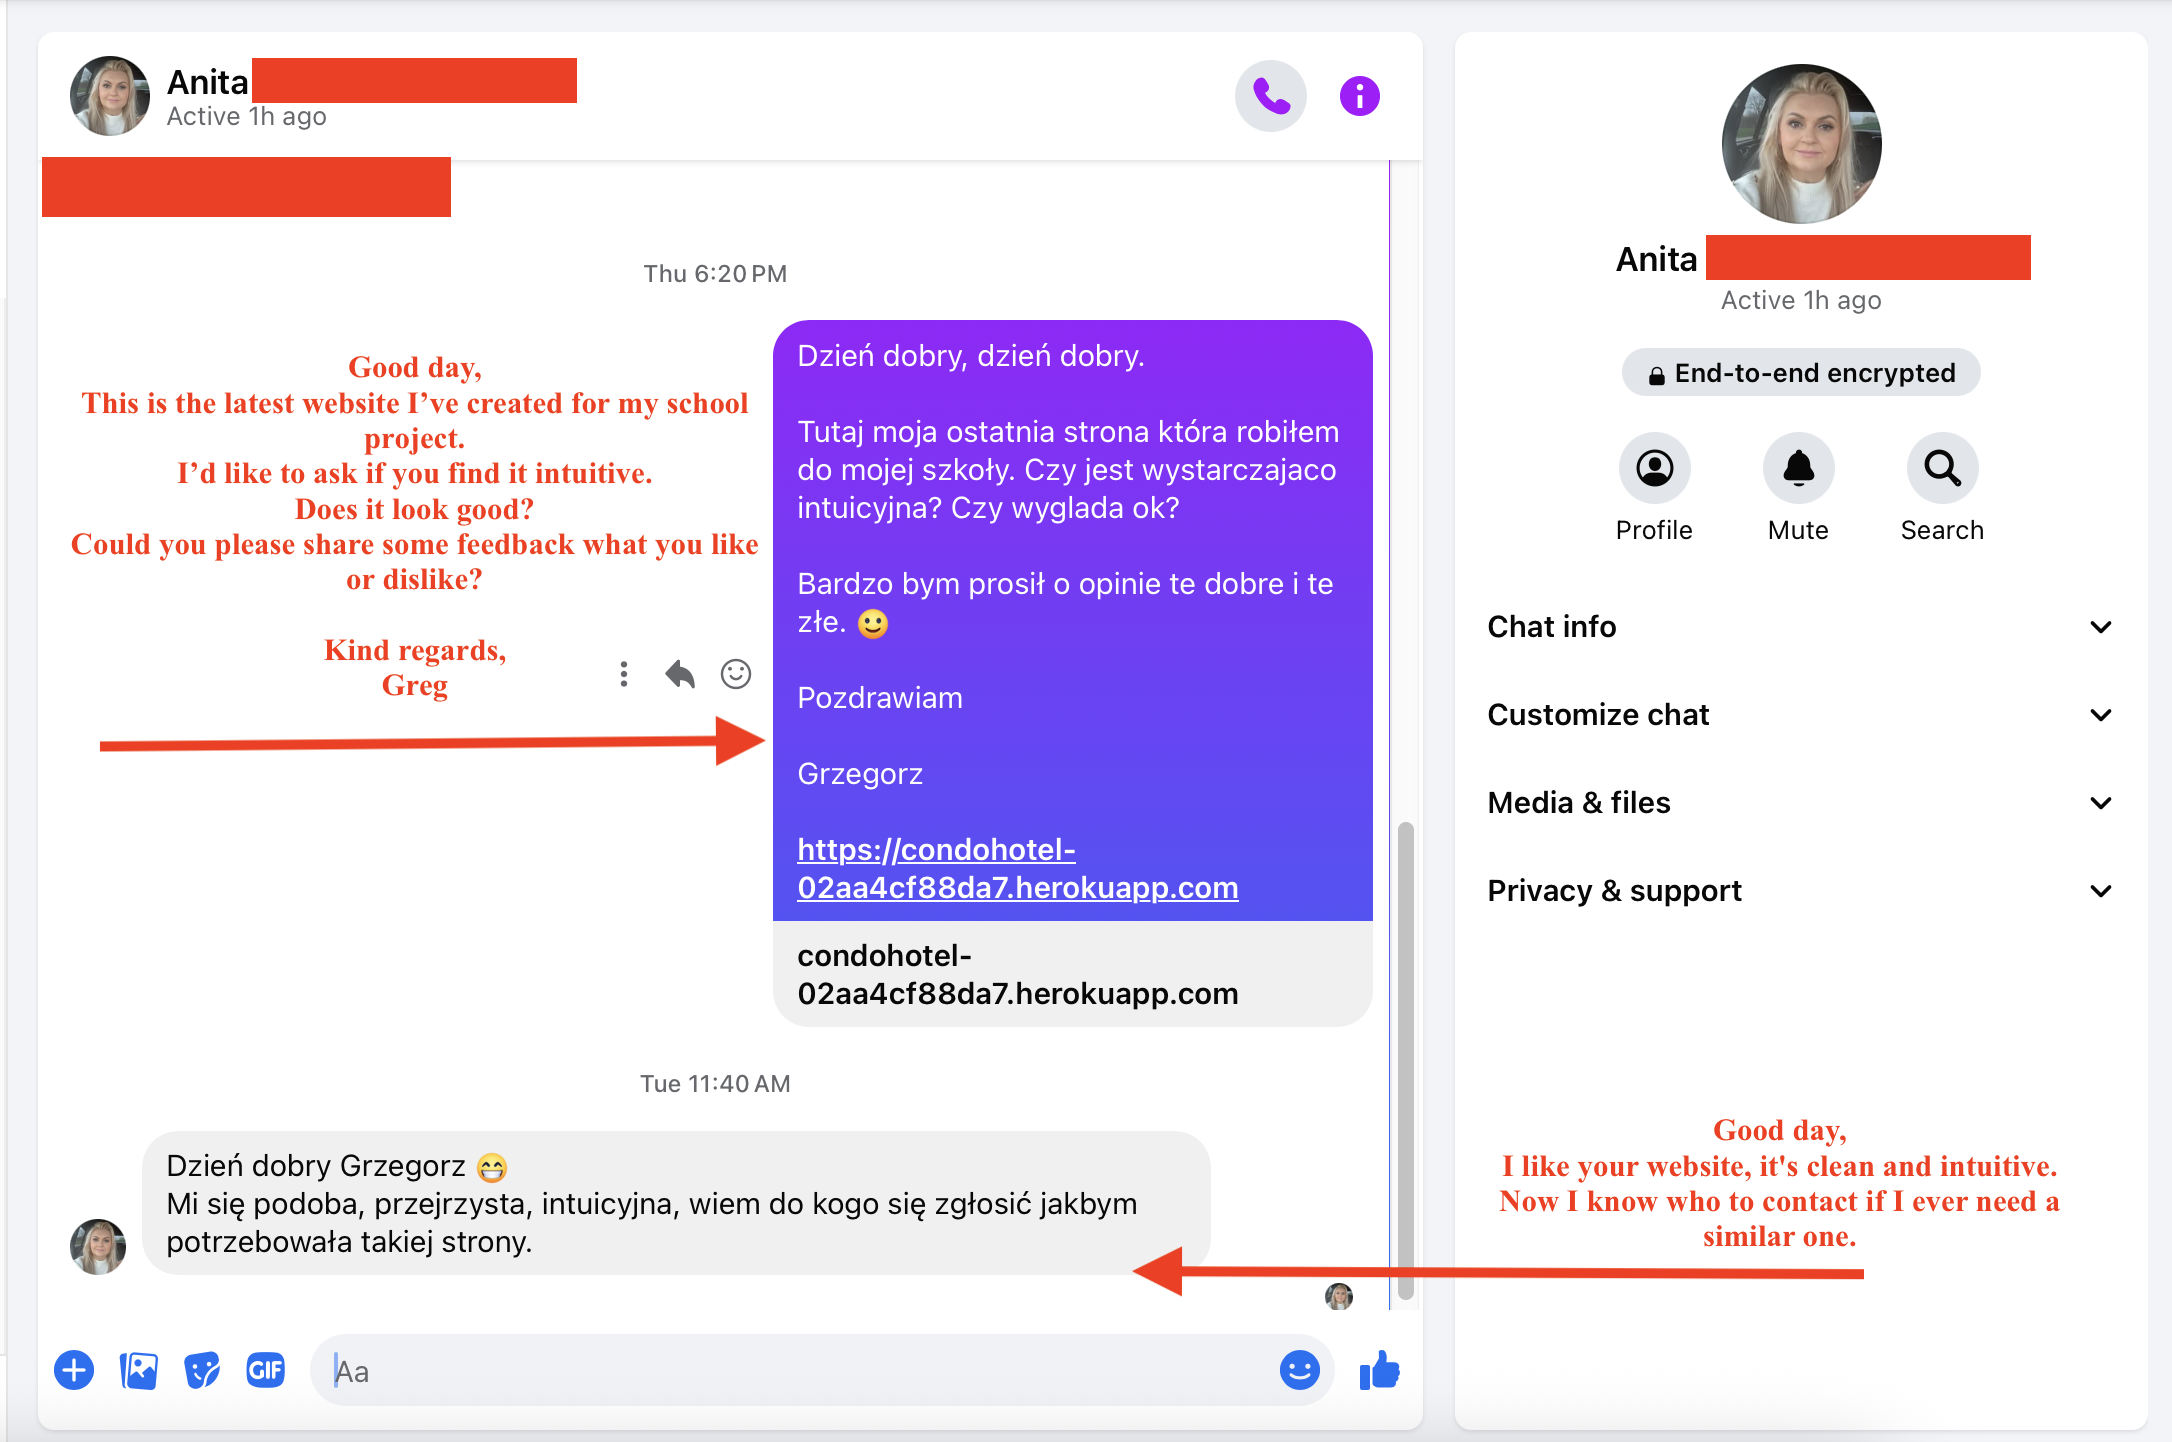 Anita
Active 1h ago
Thu 6:20 PM
Good day,
This is the latest website I’ve created for my school
project.
I’d like to ask if you find it intuitive.
Does it look good?
Could you please share some feedback what you like
or dislike?
Kind regards,
Greg
Dzień dobry, dzień dobry.
Tutaj moja ostatnia strona która robiłem
do mojej szkoły. Czy jest wystarczajaco
intuicyjna? Czy wyglada ok?
Bardzo bym prosił o opinie te dobre i te
złe. 🙂
Pozdrawiam
Grzegorz
https://condohotel-
02aa4cf88da7.herokuapp.com
condohotel-
02aa4cf88da7.herokuapp.com
Tue 11:40 AM
Dzień dobry Grzegorz 😁
Mi się podoba, przejrzysta, intuicyjna, wiem do kogo się zgłosić jakbym
potrzebowała takiej strony.
GIF
Aa
Anita
Active 1h ago
End-to-end encrypted
Profile
Mute
Search
Chat info
Customize chat
Media & files
Privacy & support
Good day,
I like your website, it's clean and intuitive.
Now I know who to contact if I ever need a
similar one.